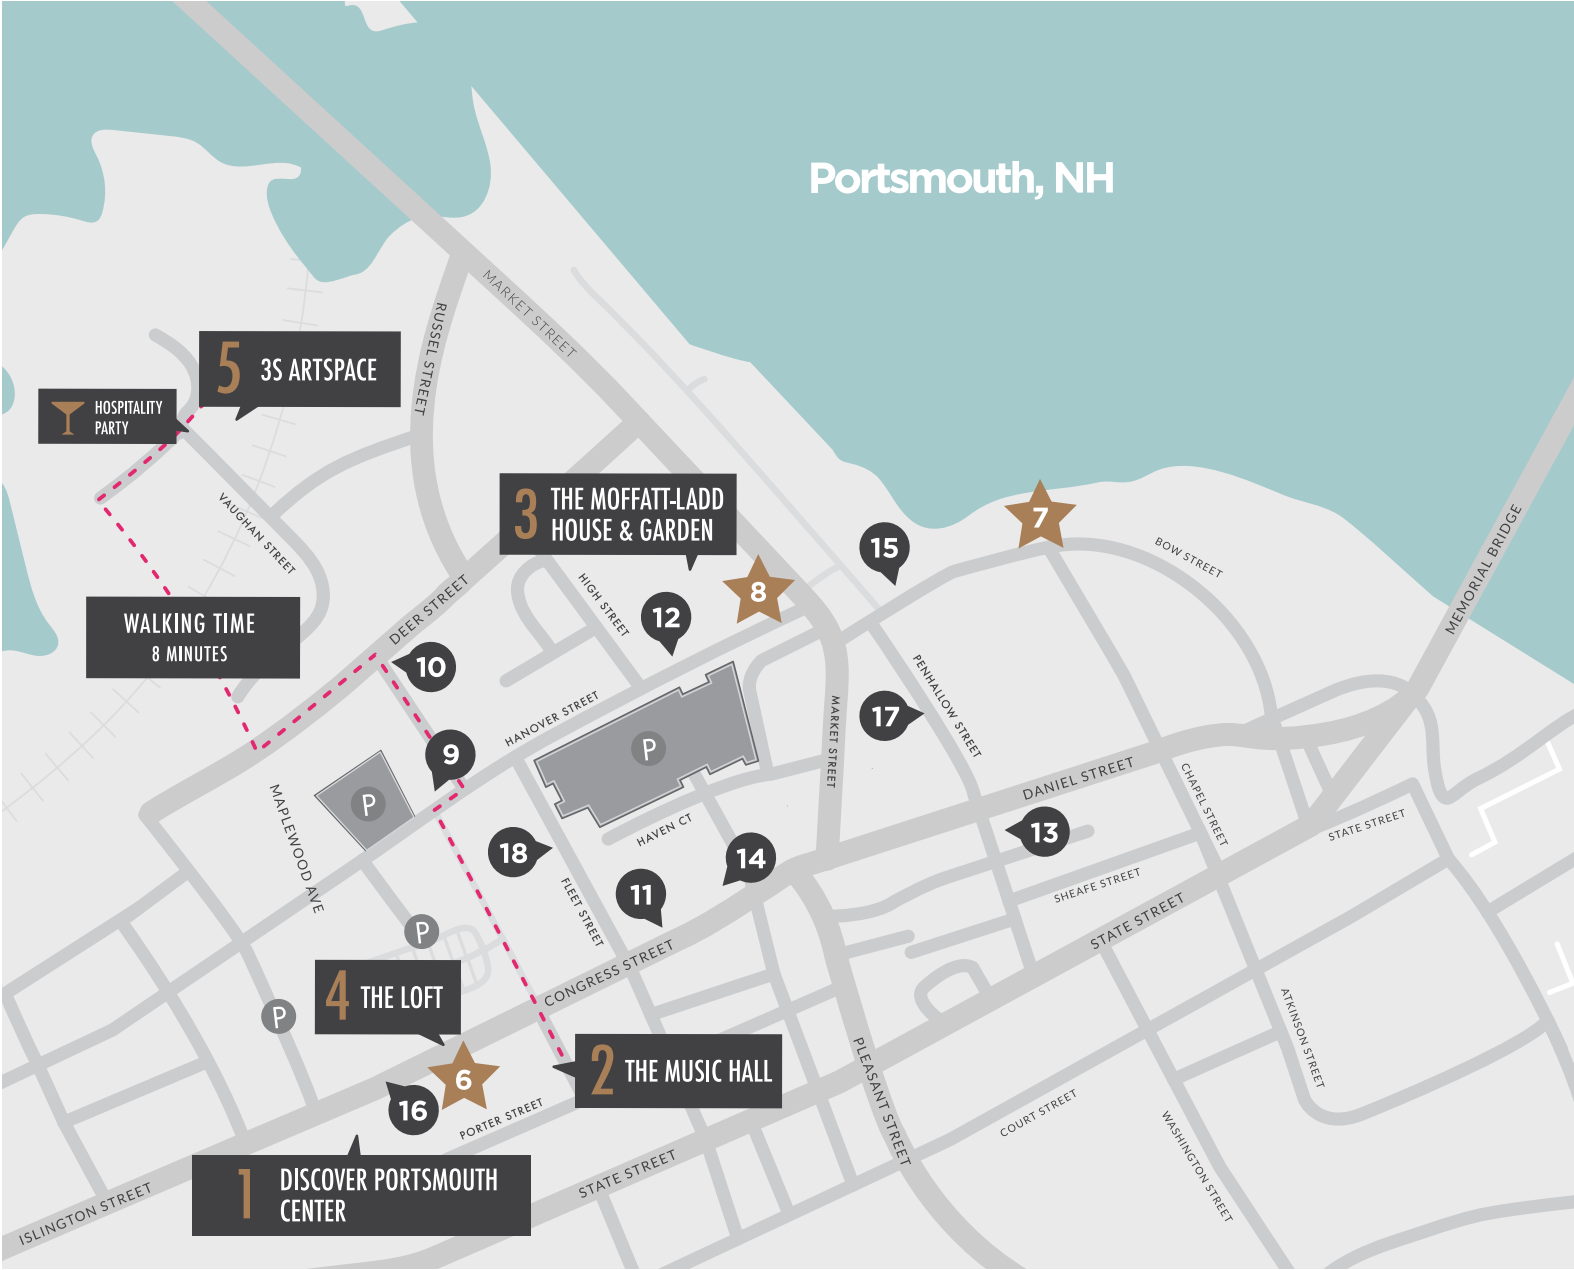 Portsmouth, NH
MARKET STREET
RUSSEL STREET
5 3S ARTSPACE
HOSPITALITY
PARTY
VAUGHAN STREET
3 THE MOFFATT-LADD
HOUSE & GARDEN
7
15
BOW STREET
MEMORIAL BRIDGE
8
HIGH STREET
12
DEER STREET
WALKING TIME
8 MINUTES
10
PENHALLOW STREET
17
HANOVER STREET
MARKET STREET
P
9
P
MAPLEWOOD AVE
DANIEL STREET
CHAPEL STREET
STATE STREET
HAVEN CT
13
18
14
11
FLEET STREET
SHEAFE STREET
STATE STREET
P
CONGRESS STREET
4 THE LOFT
P
ATKINSON STREET
2 THE MUSIC HALL
6
16
PORTER STREET
PLEASANT STREET
COURT STREET
WASHINGTON STREET
1 DISCOVER PORTSMOUTH
CENTER
STATE STREET
ISLINGTON STREET